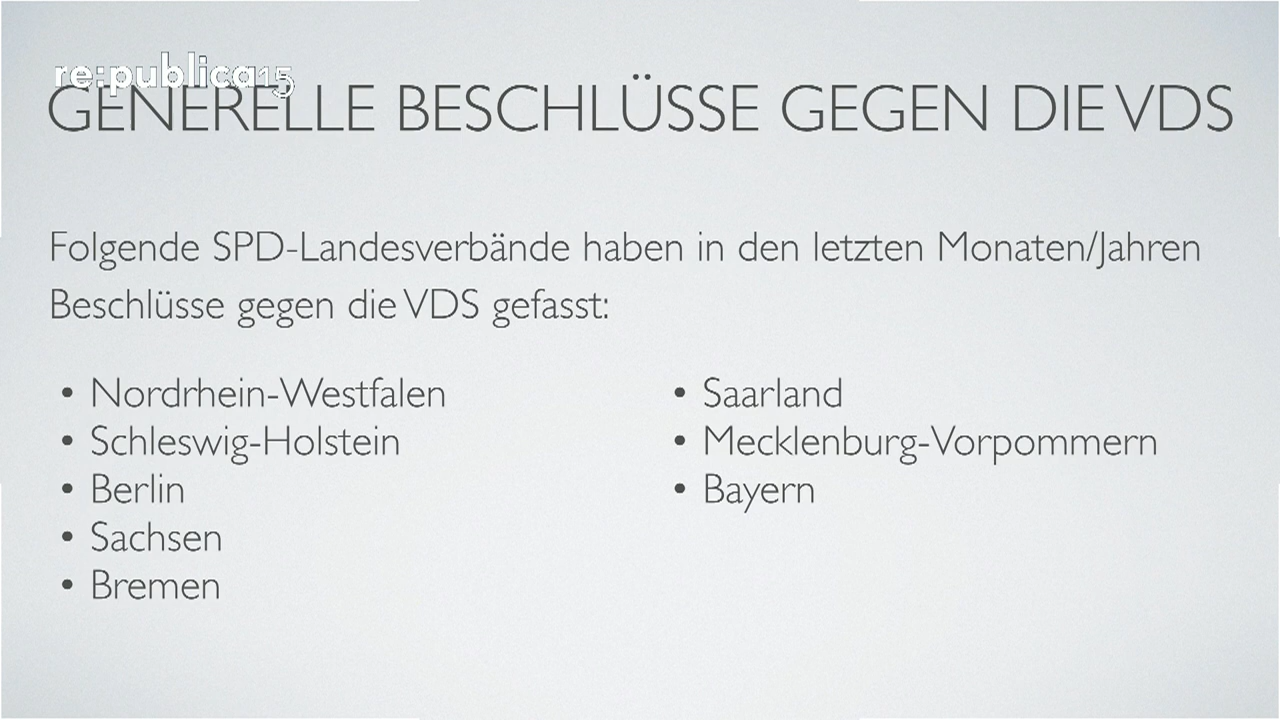 re:publica15
GENERELLE BESCHLÜSSE GEGEN DIE VDS
Folgende SPD-Landesverbände haben in den letzten Monaten/Jahren
Beschlüsse gegen die VDS gefasst:
• Nordrhein-Westfalen
• Schleswig-Holstein
• Berlin
• Sachsen
• Bremen
• Saarland
• Mecklenburg-Vorpommern
• Bayern